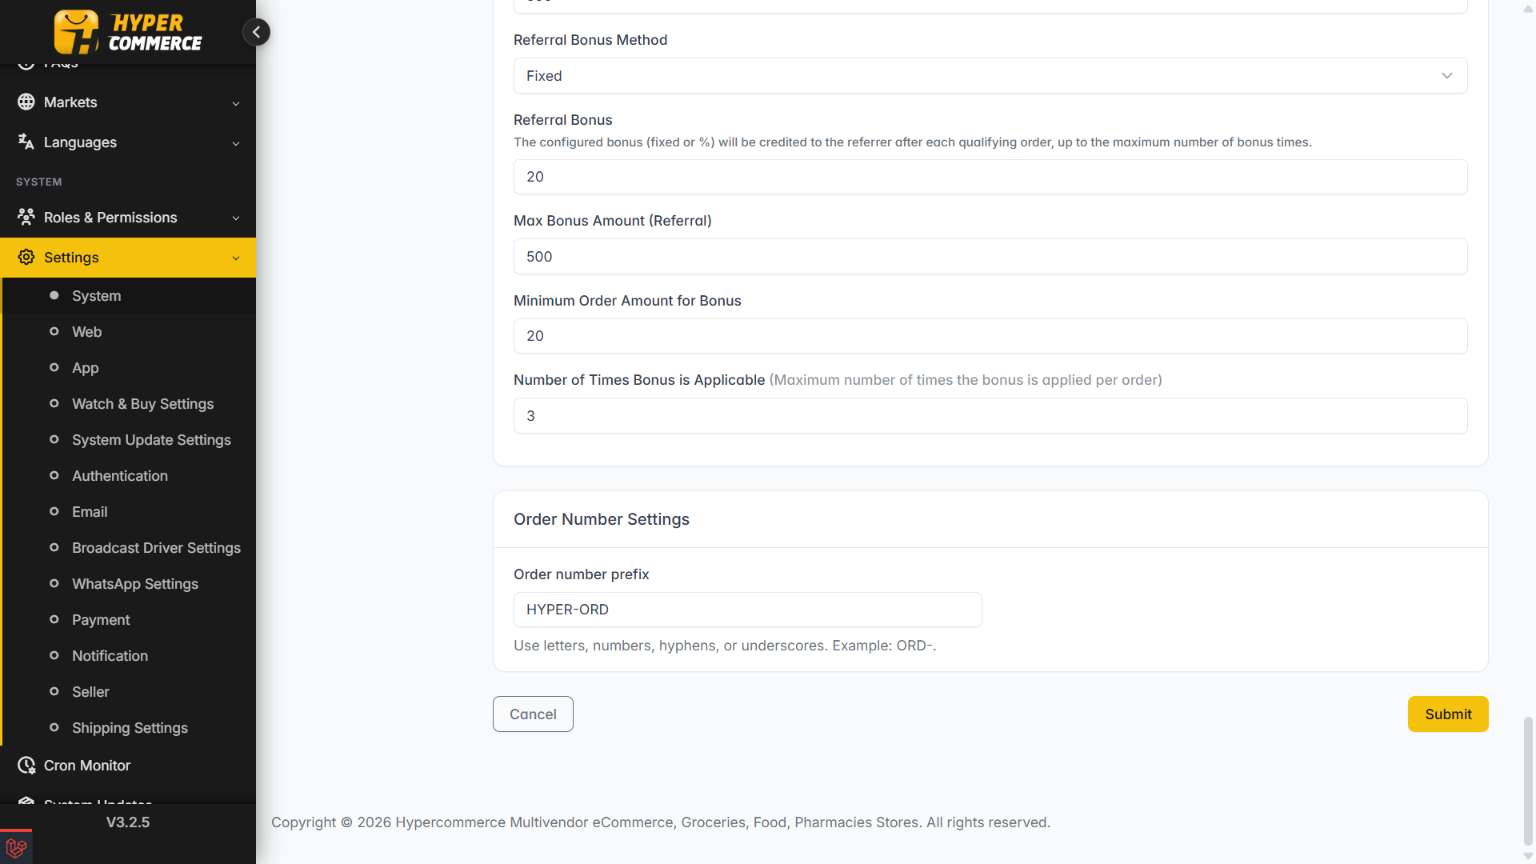 HYPER
COMMERCE
FAQs
Markets
Languages
SYSTEM
Roles & Permissions
Settings
System
Web
App
Watch & Buy Settings
System Update Settings
Authentication
Email
Broadcast Driver Settings
WhatsApp Settings
Payment
Notification
Seller
Shipping Settings
Cron Monitor
System Updates
V3.2.5
Referral Bonus Method
Fixed
Referral Bonus
The configured bonus (fixed or %) will be credited to the referrer after each qualifying order, up to the maximum number of bonus times.
20
Max Bonus Amount (Referral)
500
Minimum Order Amount for Bonus
20
Number of Times Bonus is Applicable (Maximum number of times the bonus is applied per order)
3
Order Number Settings
Order number prefix
HYPER-ORD
Use letters, numbers, hyphens, or underscores. Example: ORD-.
Cancel
Submit
Copyright © 2026 Hypercommerce Multivendor eCommerce, Groceries, Food, Pharmacies Stores. All rights reserved.